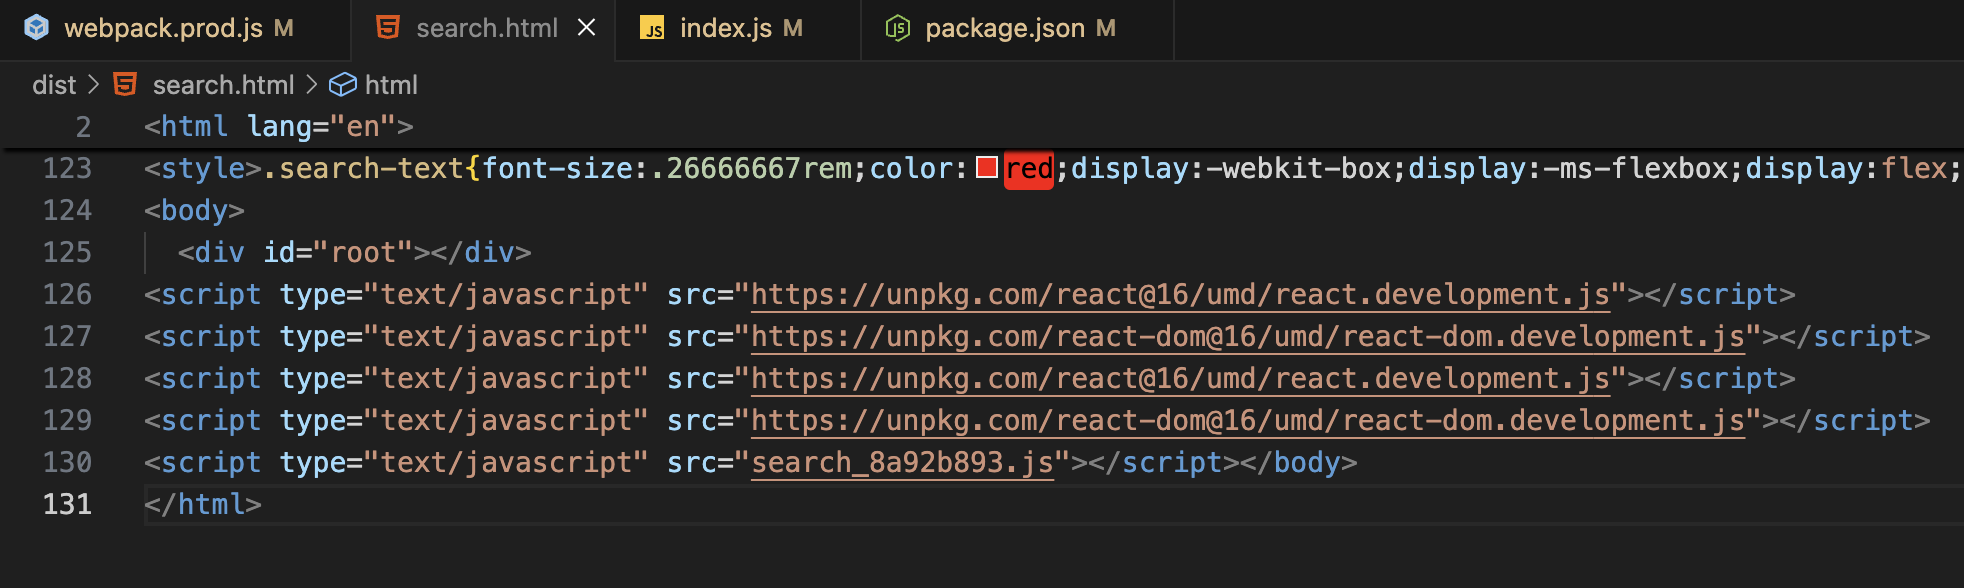 webpack.prod.js M search.html JS index.js M JS package.json M
dist > search.html > html
2 <html lang="en">
123 <style>.search-text{font-size:.26666667rem;color:red;display:-webkit-box;display:-ms-flexbox;display:flex;
124 <body>
125 <div id="root"></div>
126 <script type="text/javascript" src="https://unpkg.com/react@16/umd/react.development.js"></script>
127 <script type="text/javascript" src="https://unpkg.com/react-dom@16/umd/react-dom.development.js"></script>
128 <script type="text/javascript" src="https://unpkg.com/react@16/umd/react.development.js"></script>
129 <script type="text/javascript" src="https://unpkg.com/react-dom@16/umd/react-dom.development.js"></script>
130 <script type="text/javascript" src="search_8a92b893.js"></script></body>
131 </html>